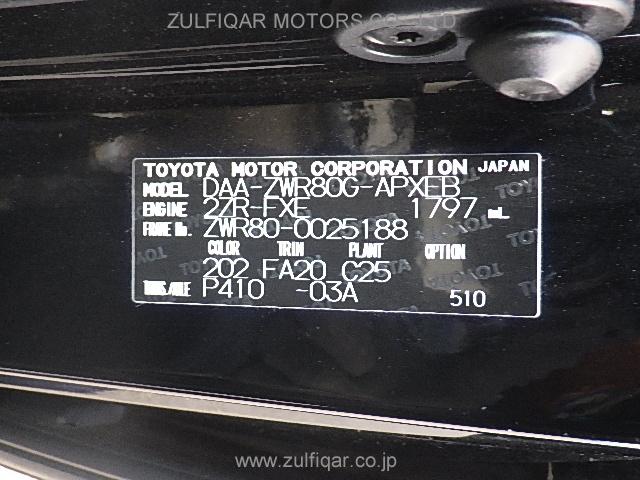 ZULFIQAR MOTORS CO.,LTD
TOYOTA MOTOR CORPORATION JAPAN
MODEL DAA-ZWR80G-APXEB
ENGINE 2ZR-FXE 1797 mL
FRAME No. ZWR80-0025188
COLOR TRIM PLANT OPTION
202 FA20 C25
TRANS/AXLE P410 -03A 510
www.zulfiqar.co.jp